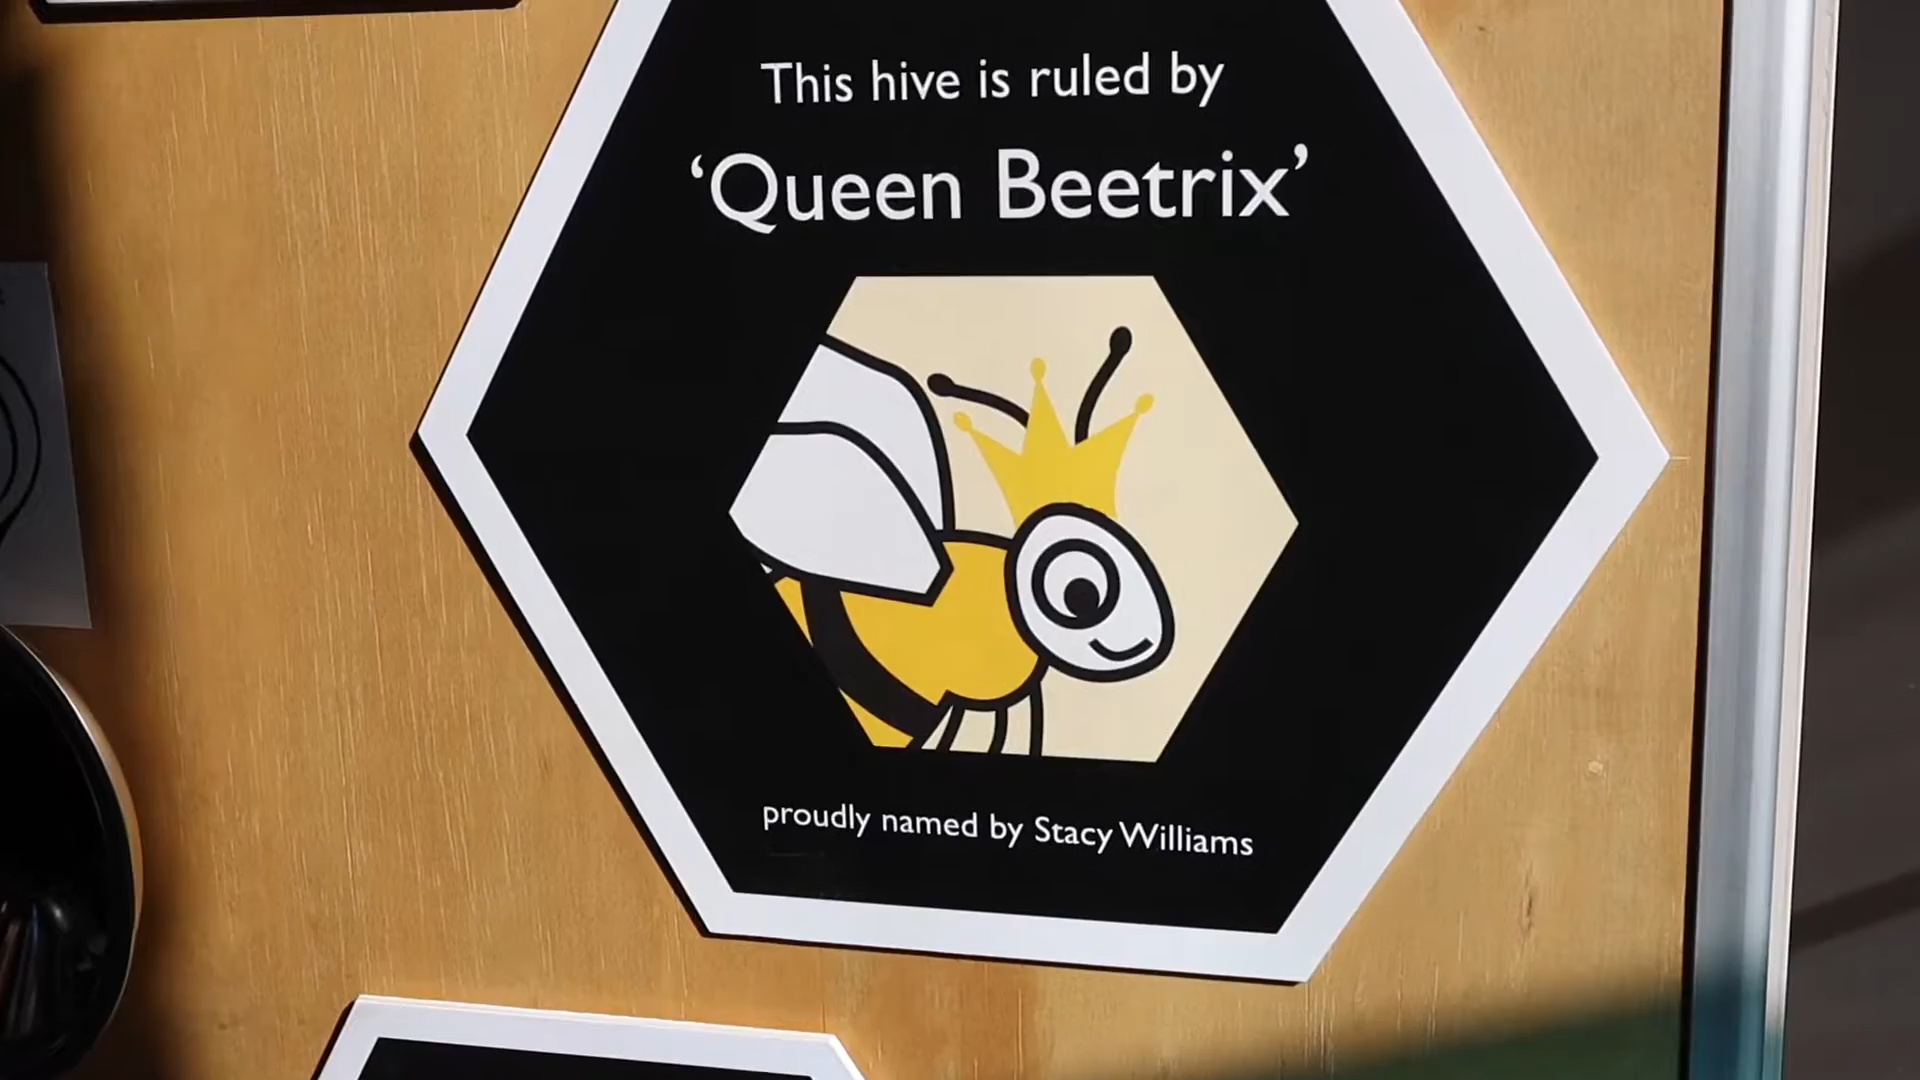 This hive is ruled by
‘Queen Beetrix’
proudly named by Stacy Williams